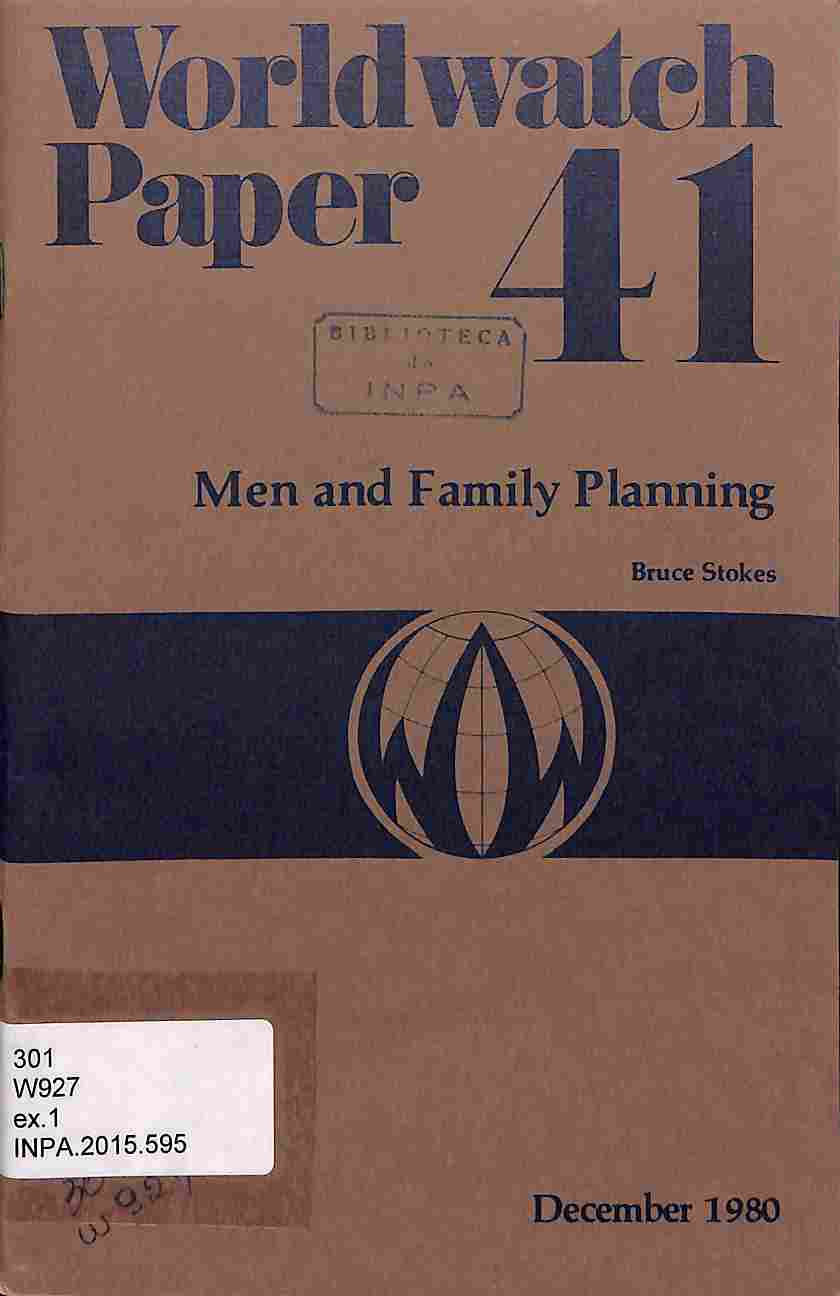 Worldwatch
Paper 41
BIBLIOTECA
do
INPA
Men and Family Planning
Bruce Stokes
301
W927
ex.1
INPA.2015.595
W927
December 1980